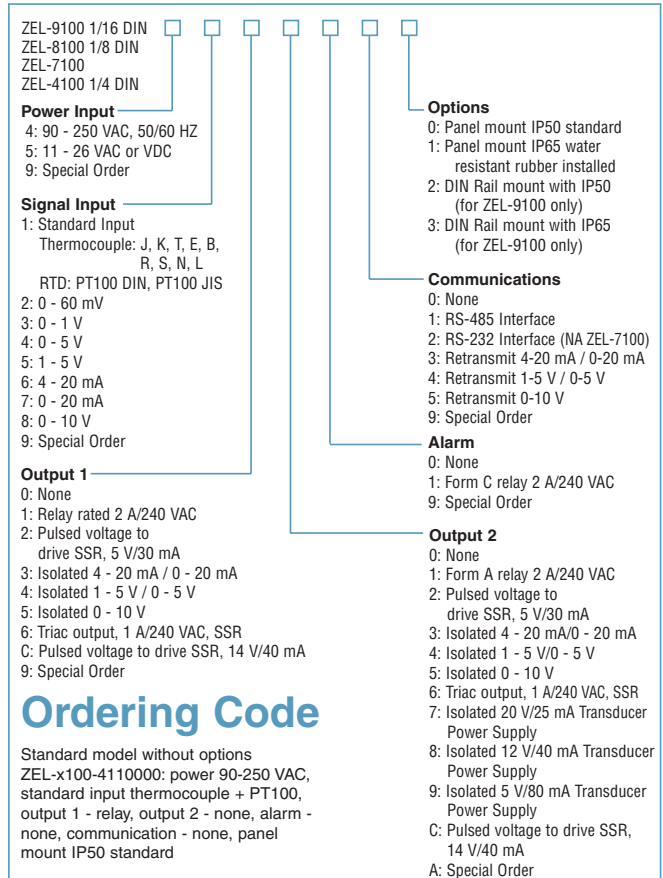 ZEL-9100 1/16 DIN
ZEL-8100 1/8 DIN
ZEL-7100
ZEL-4100 1/4 DIN
Power Input
4: 90 - 250 VAC, 50/60 HZ
5: 11 - 26 VAC or VDC
9: Special Order
Signal Input
1: Standard Input
Thermocouple: J, K, T, E, B,
R, S, N, L
RTD: PT100 DIN, PT100 JIS
2: 0 - 60 mV
3: 0 - 1 V
4: 0 - 5 V
5: 1 - 5 V
6: 4 - 20 mA
7: 0 - 20 mA
8: 0 - 10 V
9: Special Order
Output 1
0: None
1: Relay rated 2 A/240 VAC
2: Pulsed voltage to
drive SSR, 5 V/30 mA
3: Isolated 4 - 20 mA / 0 - 20 mA
4: Isolated 1 - 5 V / 0 - 5 V
5: Isolated 0 - 10 V
6: Triac output, 1 A/240 VAC, SSR
C: Pulsed voltage to drive SSR, 14 V/40 mA
9: Special Order
Ordering Code
Standard model without options
ZEL-x100-4110000: power 90-250 VAC,
standard input thermocouple + PT100,
output 1 - relay, output 2 - none, alarm -
none, communication - none, panel
mount IP50 standard
Options
0: Panel mount IP50 standard
1: Panel mount IP65 water
resistant rubber installed
2: DIN Rail mount with IP50
(for ZEL-9100 only)
3: DIN Rail mount with IP65
(for ZEL-9100 only)
Communications
0: None
1: RS-485 Interface
2: RS-232 Interface (NA ZEL-7100)
3: Retransmit 4-20 mA / 0-20 mA
4: Retransmit 1-5 V / 0-5 V
5: Retransmit 0-10 V
9: Special Order
Alarm
0: None
1: Form C relay 2 A/240 VAC
9: Special Order
Output 2
0: None
1: Form A relay 2 A/240 VAC
2: Pulsed voltage to
drive SSR, 5 V/30 mA
3: Isolated 4 - 20 mA/0 - 20 mA
4: Isolated 1 - 5 V/0 - 5 V
5: Isolated 0 - 10 V
6: Triac output, 1 A/240 VAC, SSR
7: Isolated 20 V/25 mA Transducer
Power Supply
8: Isolated 12 V/40 mA Transducer
Power Supply
9: Isolated 5 V/80 mA Transducer
Power Supply
C: Pulsed voltage to drive SSR,
14 V/40 mA
A: Special Order